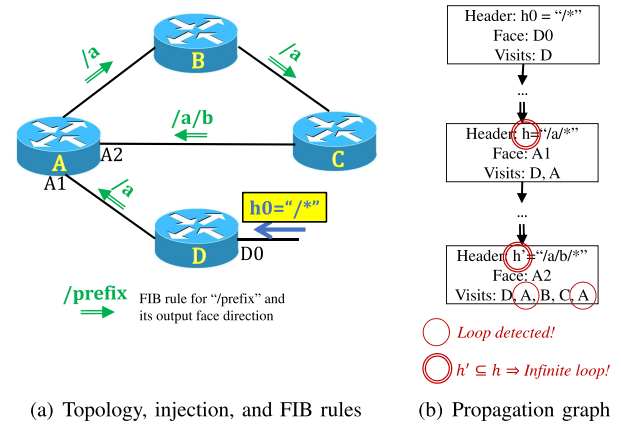 /a
B
/a
/a/b
A
A2
C
A1
/a
h0="/*"
D
D0
/prefix
FIB rule for "/prefix" and
its output face direction
(a) Topology, injection, and FIB rules
Header: h0 = "/*"
Face: D0
Visits: D
...
Header: h="/a/*"
Face: A1
Visits: D, A
...
Header: h'="/a/b/*"
Face: A2
Visits: D, A, B, C, A
Loop detected!
h′ ⊆ h ⇒ Infinite loop!
(b) Propagation graph